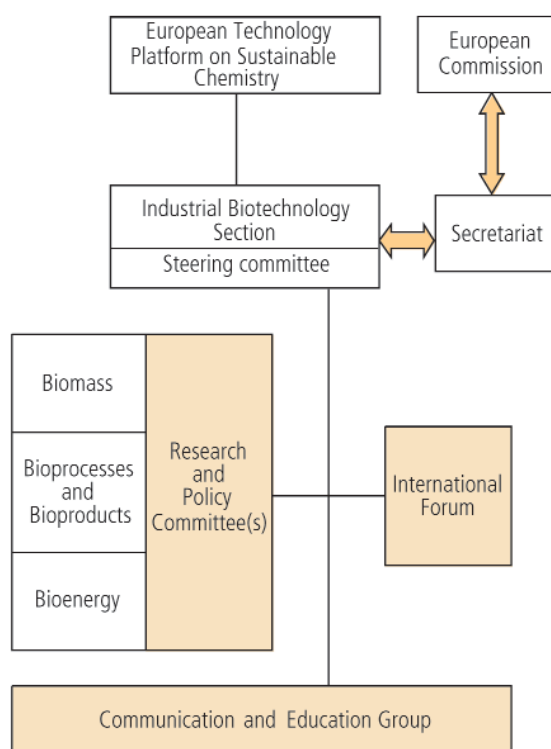 European Technology
Platform on Sustainable
Chemistry
European
Commission
Industrial Biotechnology
Section
Steering committee
Secretariat
Biomass
Bioprocesses
and
Bioproducts
Bioenergy
Research
and
Policy
Committee(s)
International
Forum
Communication and Education Group